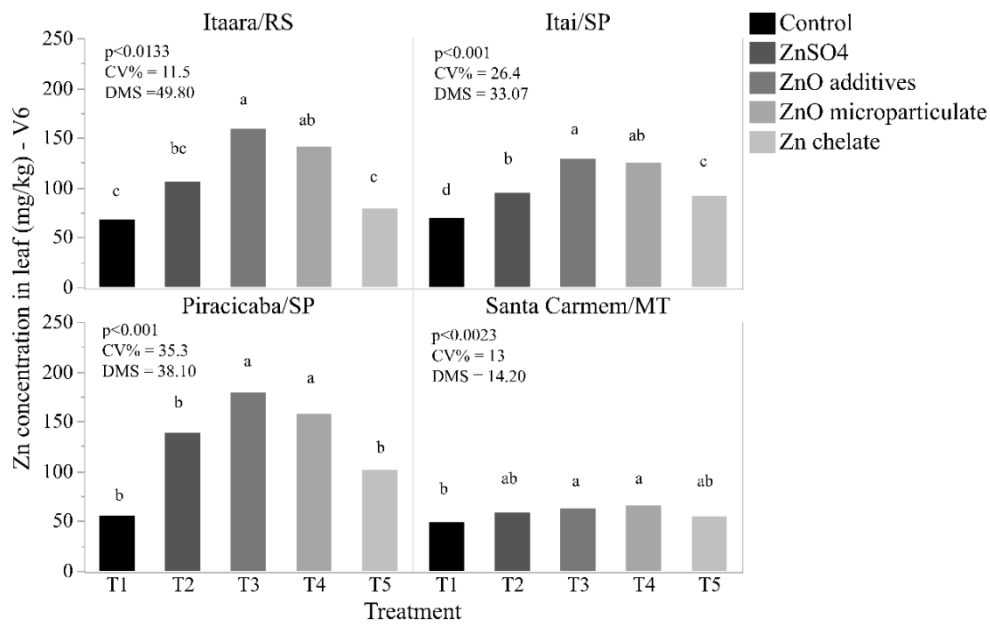 Itaara/RS
Itai/SP
Control
ZnSO4
ZnO additives
ZnO microparticulate
Zn chelate
Zn concentration in leaf (mg/kg) - V6
250
200
150
100
50
0
p<0.0133
CV% = 11.5
DMS =49.80
c
bc
a
ab
c
p<0.001
CV% = 26.4
DMS = 33.07
d
b
a
ab
c
Piracicaba/SP
Santa Carmem/MT
250
200
150
100
50
0
p<0.001
CV% = 35.3
DMS = 38.10
b
b
a
a
b
p<0.0023
CV% = 13
DMS = 14.20
b
ab
a
a
ab
T1 T2 T3 T4 T5 T1 T2 T3 T4 T5
Treatment